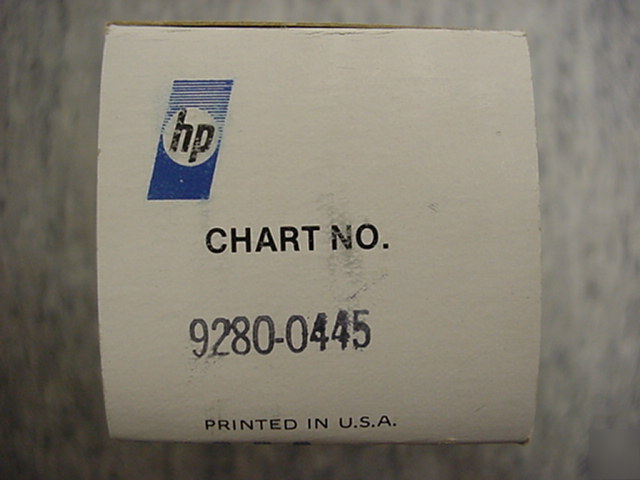 hp
CHART NO.
9280-0445
PRINTED IN U.S.A.